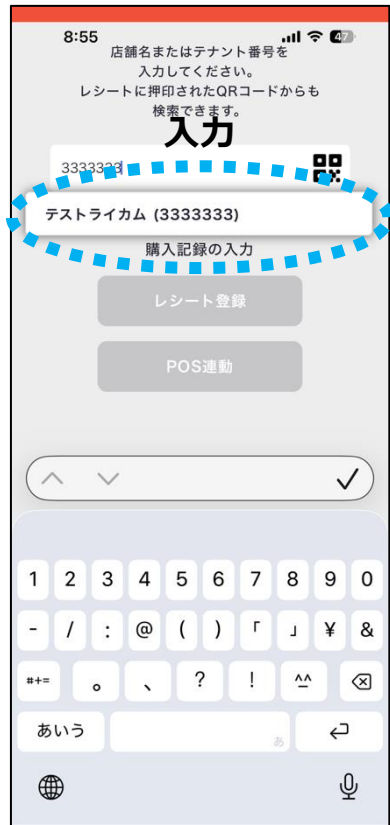 8:55
47
店舗名またはテナント番号を
入力してください。
レシートに押印されたQRコードからも
検索できます。
入力
3333333
テストライカム (3333333)
購入記録の入力
レシート登録
POS連動
1 2 3 4 5 6 7 8 9 0
- / : @ ( ) 「 」 ¥ &
#+= 。 、 ? ! ^^
あいう
あ